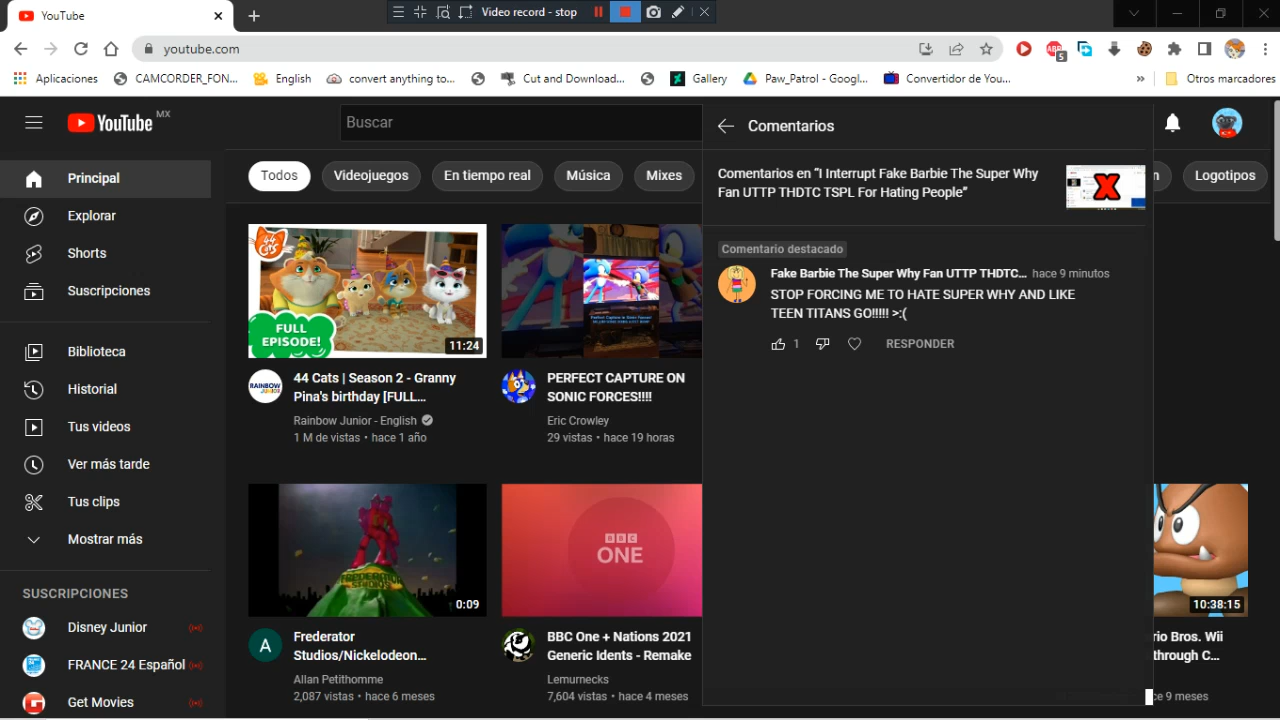 YouTube
Video record - stop
youtube.com
5
Aplicaciones
CAMCORDER_FON...
English
convert anything to...
Cut and Download...
Gallery
Paw_Patrol - Googl...
Convertidor de You...
»
Otros marcadores
YouTube MX
Buscar
Todos
Videojuegos
En tiempo real
Música
Mixes
Logotipos
Principal
Explorar
Shorts
Suscripciones
Biblioteca
Historial
Tus videos
Ver más tarde
Tus clips
Mostrar más
SUSCRIPCIONES
Disney Junior
FRANCE 24 Español
Get Movies
44 CATS
FULL
EPISODE!
11:24
RAINBOW
JUNIOR
44 Cats | Season 2 - Granny
Pina's birthday [FULL...
Rainbow Junior - English
1 M de vistas • hace 1 año
PERFECT CAPTURE ON
SONIC FORCES!!!!
Eric Crowley
29 vistas • hace 19 horas
FREDERATOR
STUDIOS
0:09
A
Frederator
Studios/Nickelodeon...
Allan Petithomme
2,087 vistas • hace 6 meses
BBC
ONE
BBC One + Nations 2021
Generic Idents - Remake
Lemurnecks
7,604 vistas • hace 4 meses
Comentarios
Comentarios en "I Interrupt Fake Barbie The Super Why
Fan UTTP THDTC TSPL For Hating People"
X
Comentario destacado
Fake Barbie The Super Why Fan UTTP THDTC... hace 9 minutos
STOP FORCING ME TO HATE SUPER WHY AND LIKE
TEEN TITANS GO!!!!! >:(
1
RESPONDER
10:38:15
rio Bros. Wii
through C...
ce 9 meses